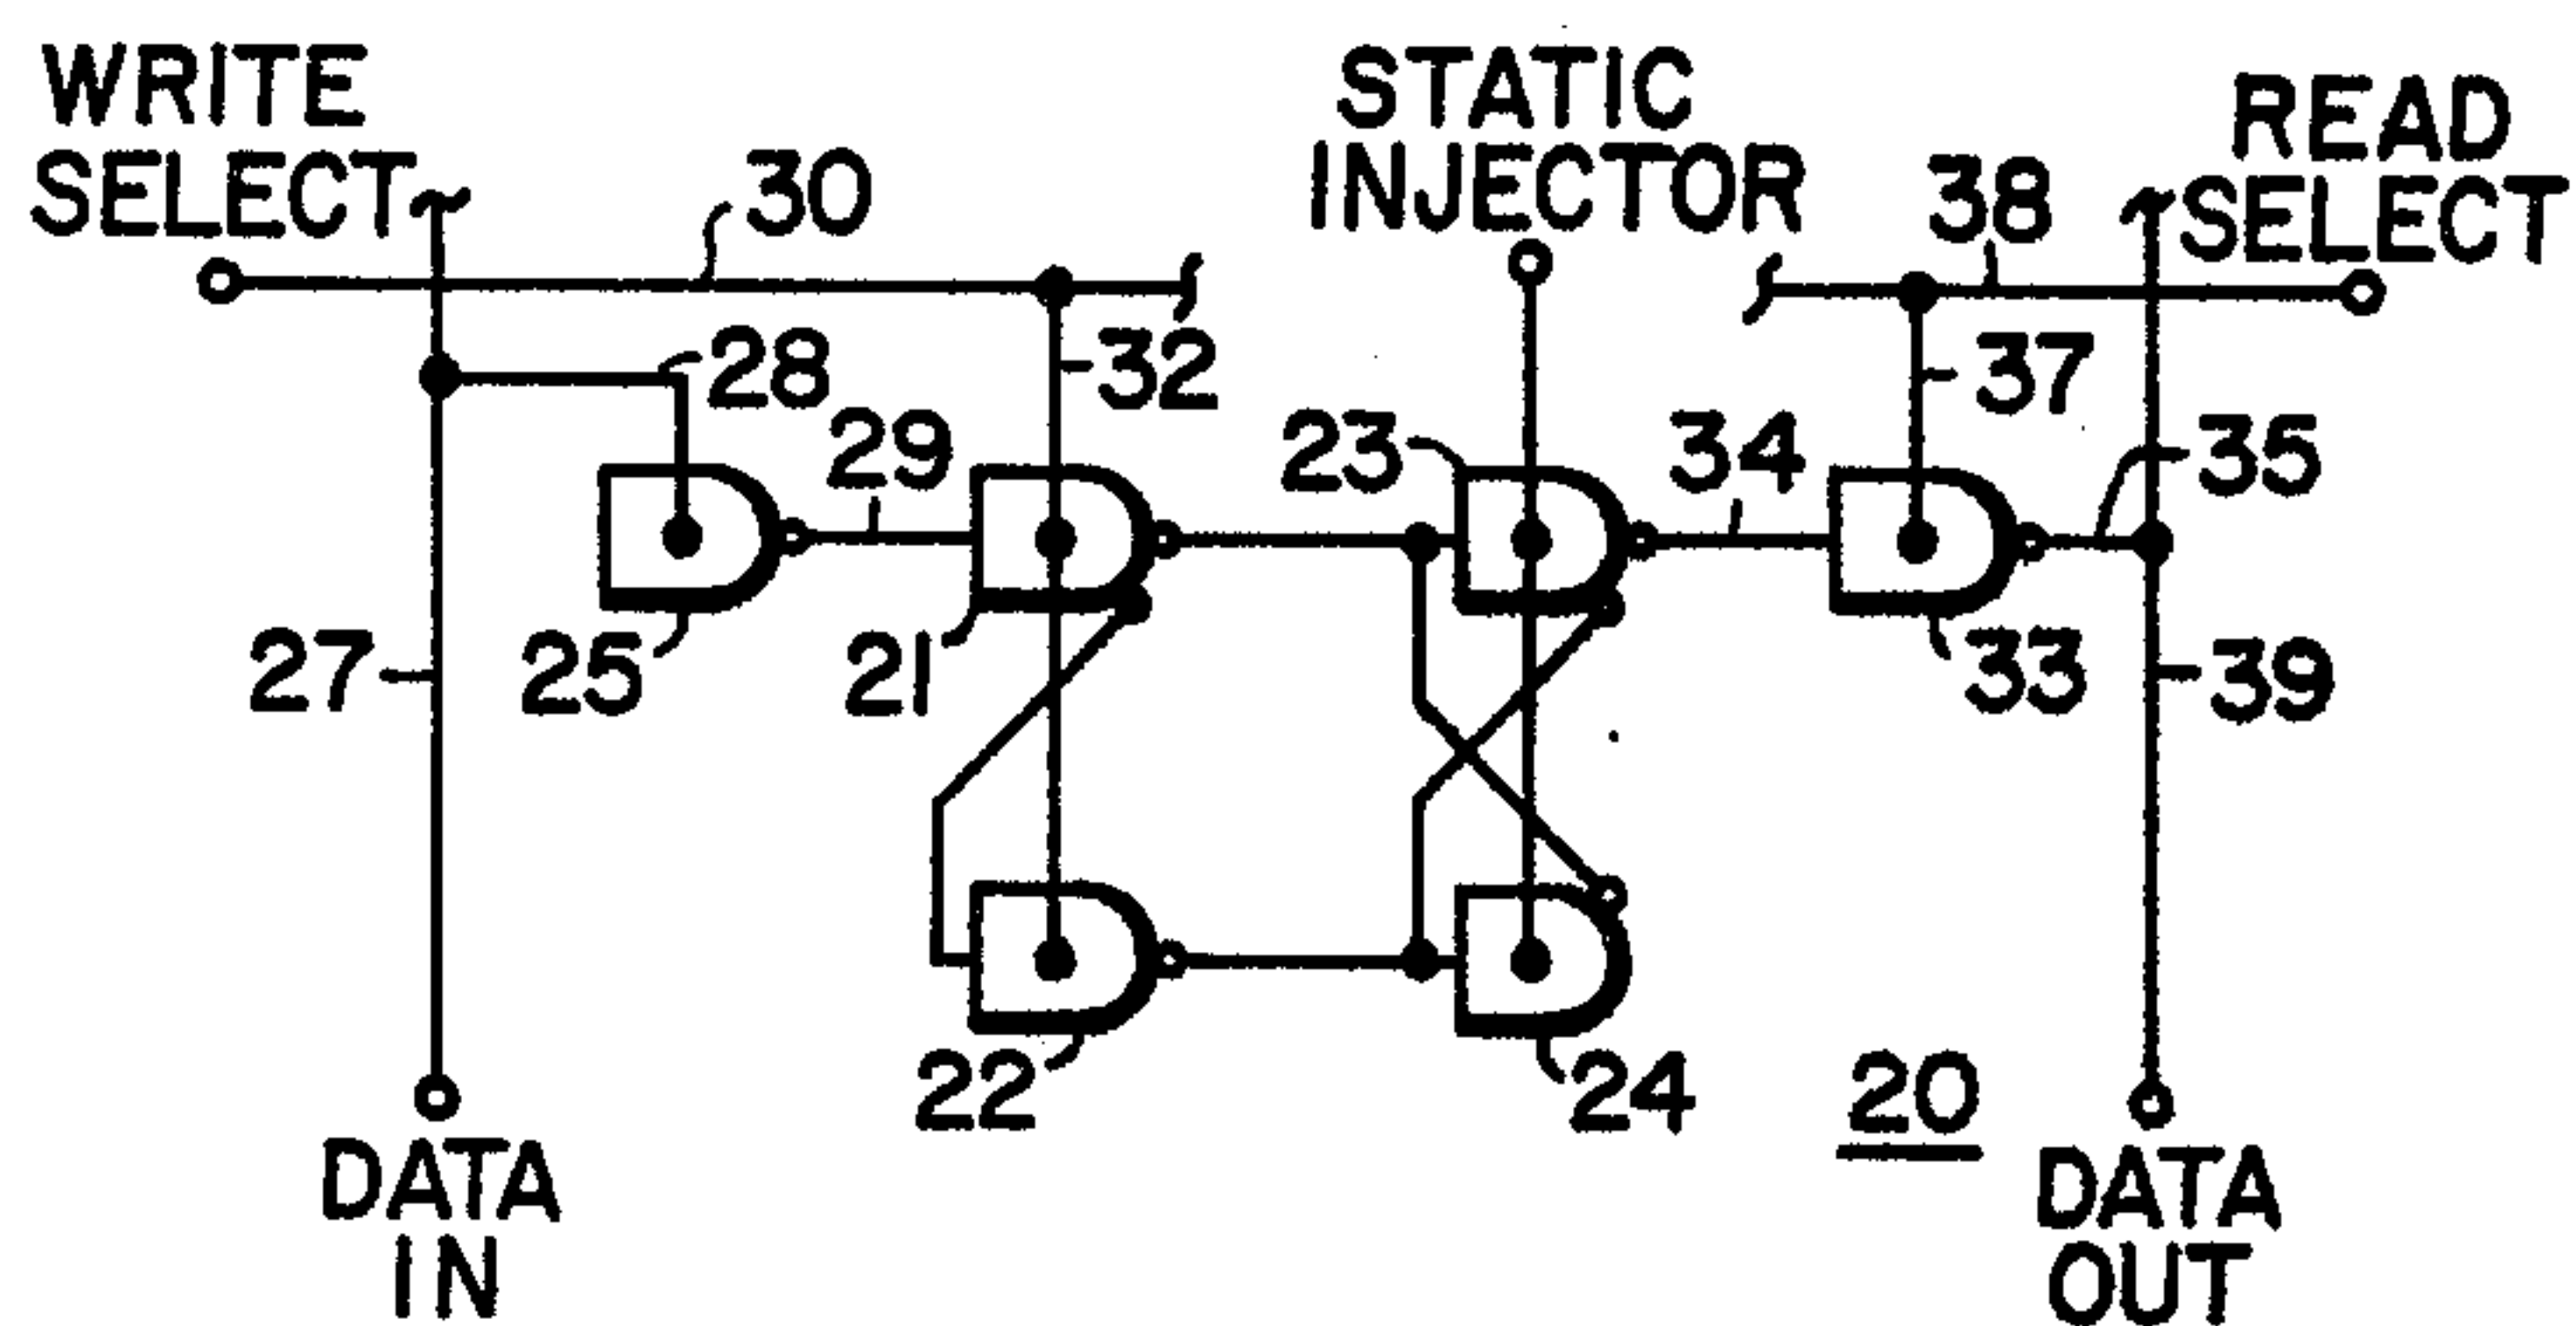 WRITE
SELECT
30
STATIC
INJECTOR
READ
SELECT
38
28
32
37
29
23
34
35
27
25
21
33
39
22
24
20
DATA
IN
DATA
OUT